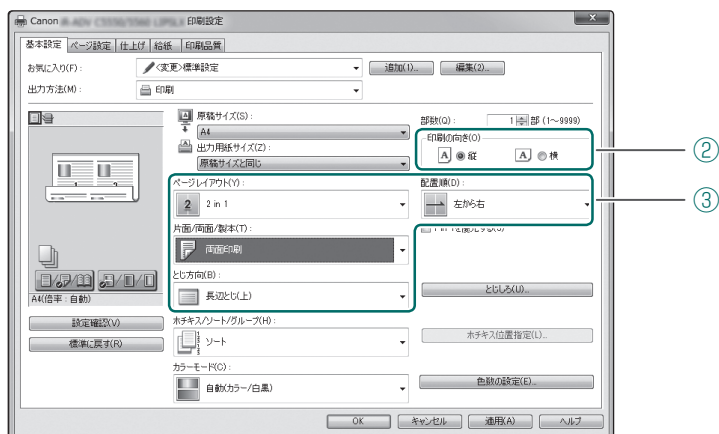 Canon iR-ADV C5550/5560 LIPSLX 印刷設定
基本設定 ページ設定 仕上げ 給紙 印刷品質
お気に入り(F): <変更>標準設定 追加(1)... 編集(2)...
出力方法(M): 印刷
原稿サイズ(S):
A4
出力用紙サイズ(Z):
原稿サイズと同じ
部数(Q): 1 部 (1~9999)
印刷の向き(O)
A 縦 A 横
②
ページレイアウト(Y):
2 2 in 1
配置順(D):
左から右
③
片面/両面/製本(T):
両面印刷
とじ方向(B):
長辺とじ(上)
とじしろ(U)...
A4(倍率:自動)
設定確認(V)
標準に戻す(R)
ホチキス/ソート/グループ(H):
ソート
ホチキス位置指定(L)...
カラーモード(C):
自動(カラー/白黒)
色数の設定(E)...
OK キャンセル 適用(A) ヘルプ